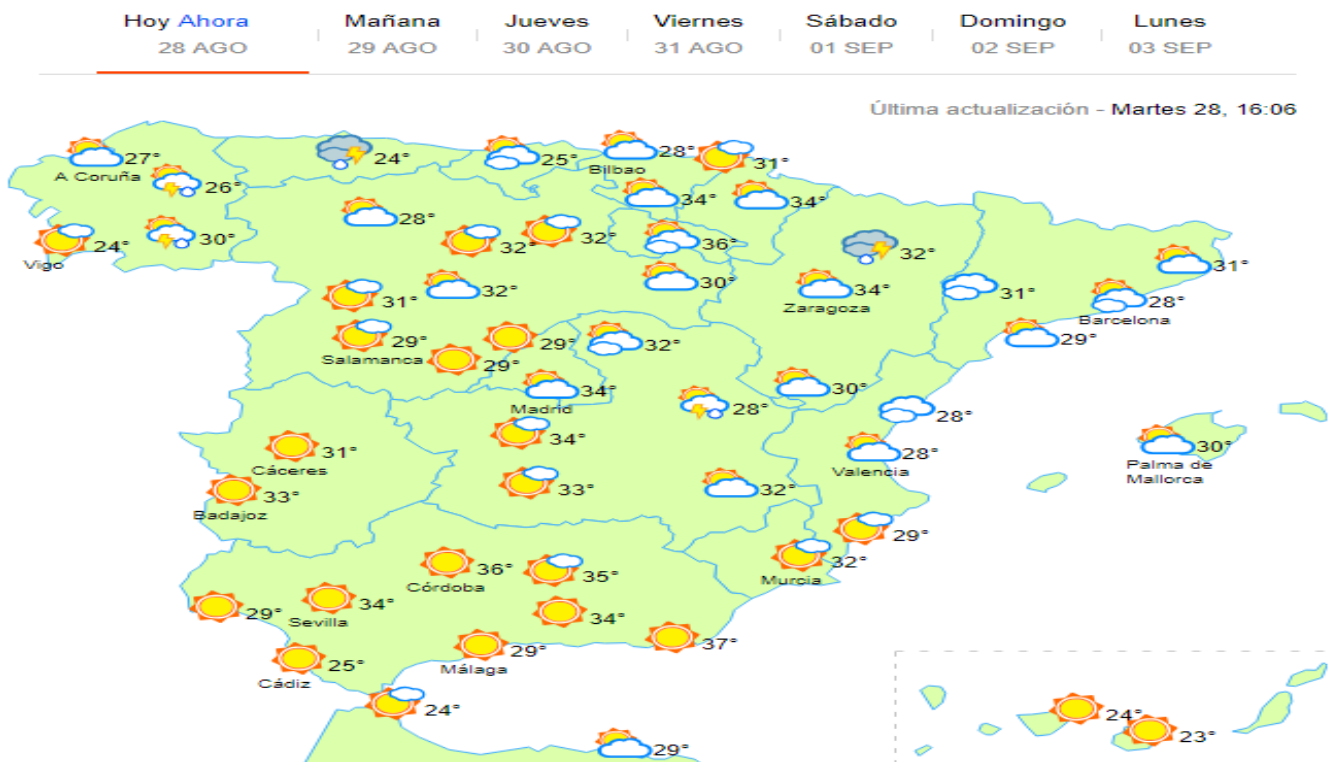 Hoy Ahora Mañana Jueves Viernes Sábado Domingo Lunes
28 AGO 29 AGO 30 AGO 31 AGO 01 SEP 02 SEP 03 SEP
Última actualización - Martes 28, 16:06
27° 24° 25° 28° 31°
A Coruña Bilbao
26° 34° 34°
28°
24° 30° 32° 32° 36° 32°
Vigo
31°
31° 32° 30° 34° 31° 28°
Zaragoza Barcelona
29° 29° 32° 29°
Salamanca 29°
34° 30°
Madrid 28° 28°
34°
31° 28° 30°
Cáceres Valencia Palma de
Mallorca
33° 33° 32°
Badajoz
29°
32°
36° 35° Murcia
Córdoba
29° 34° 34°
Sevilla
29° 37°
25° Málaga
Cádiz
24° 24°
23°
29°